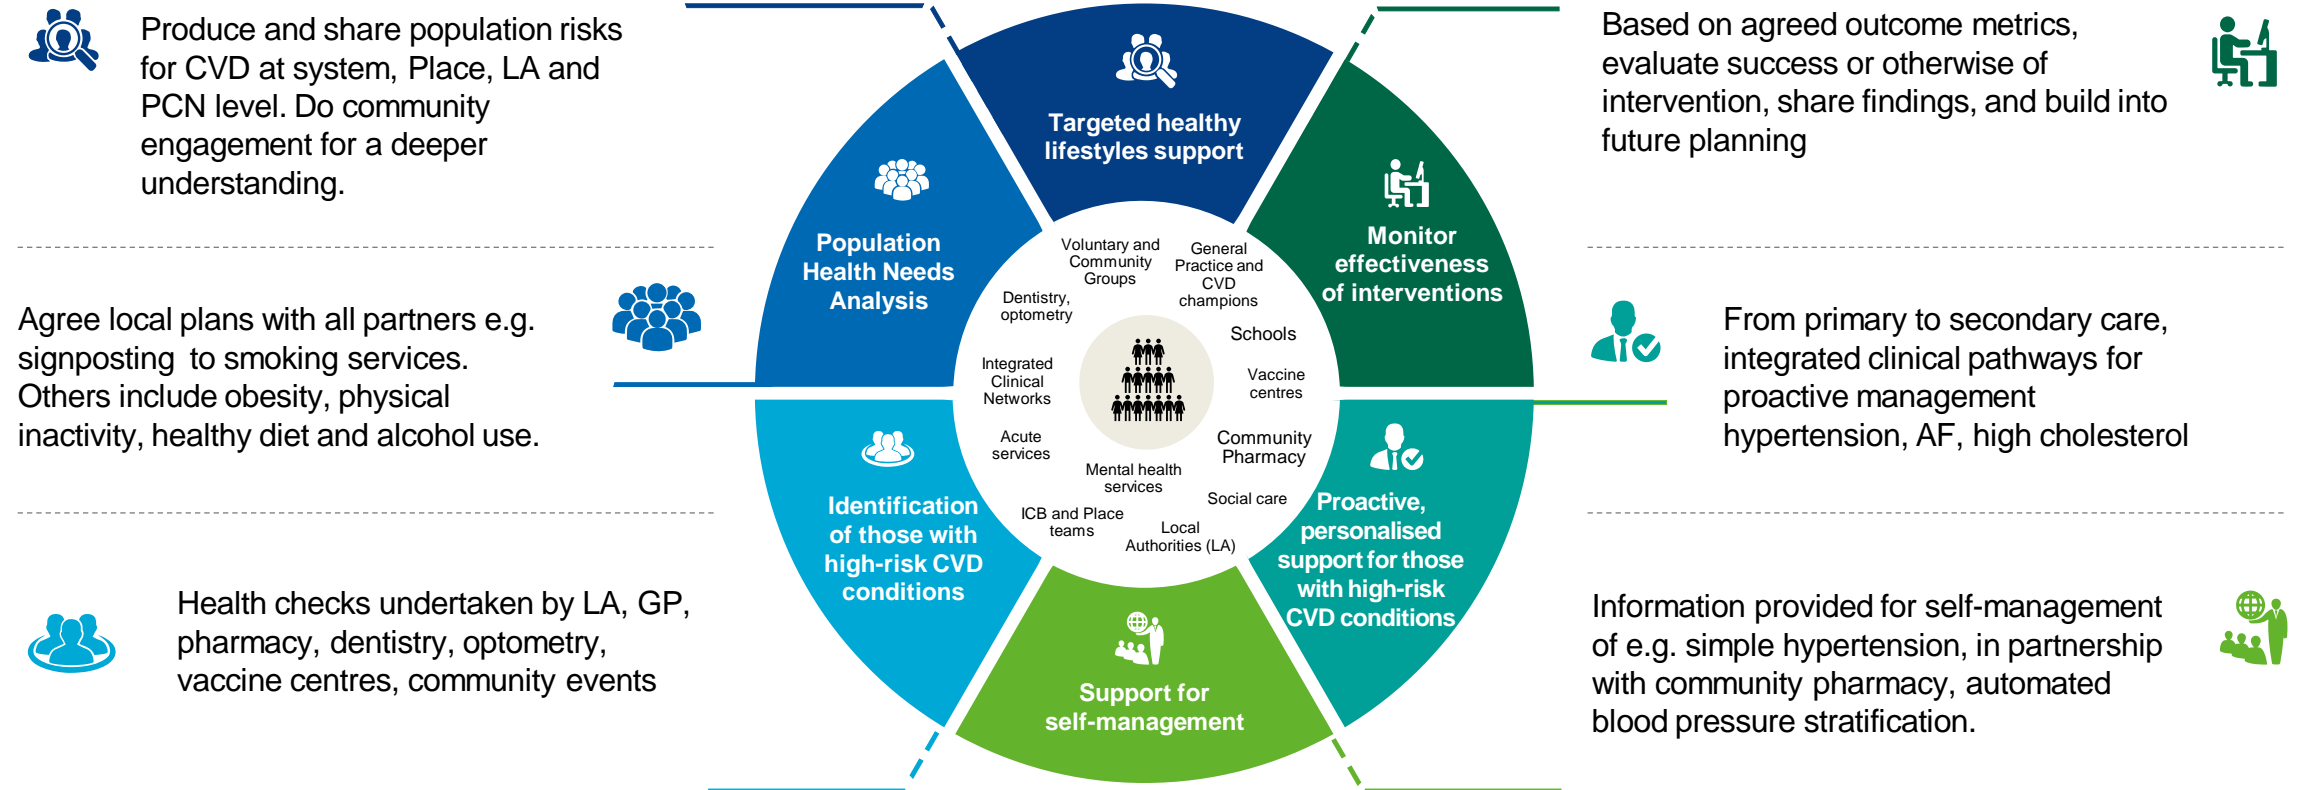 Produce and share population risks
for CVD at system, Place, LA and
PCN level. Do community
engagement for a deeper
understanding.
Agree local plans with all partners e.g.
signposting  to smoking services.
Others include obesity, physical
inactivity, healthy diet and alcohol use.
Health checks undertaken by LA, GP,
pharmacy, dentistry, optometry,
vaccine centres, community events
Targeted healthy
lifestyles support
Population
Health Needs
Analysis
Monitor
effectiveness
of interventions
Voluntary and
Community
Groups
General
Practice and
CVD
champions
Dentistry,
optometry
Schools
Integrated
Clinical
Networks
Vaccine
centres
Acute
services
Community
Pharmacy
Mental health
services
Social care
ICB and Place
teams
Local
Authorities (LA)
Identification
of those with
high-risk CVD
conditions
Proactive,
personalised
support for those
with high-risk
CVD conditions
Support for
self-management
Based on agreed outcome metrics,
evaluate success or otherwise of
intervention, share findings, and build into
future planning
From primary to secondary care,
integrated clinical pathways for
proactive management
hypertension, AF, high cholesterol
Information provided for self-management
of e.g. simple hypertension, in partnership
with community pharmacy, automated
blood pressure stratification.